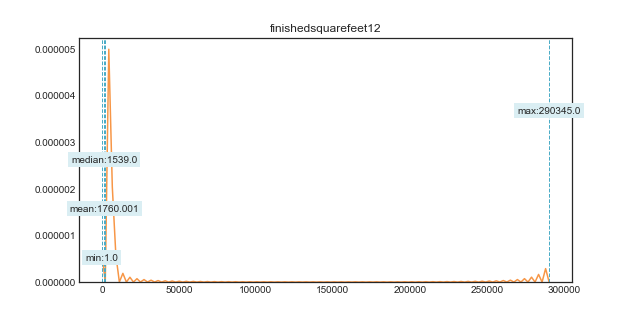 finishedsquarefeet12
0.000005
0.000004
max:290345.0
0.000003
median:1539.0
0.000002
mean:1760.001
0.000001
min:1.0
0.000000
0 50000 100000 150000 200000 250000 300000